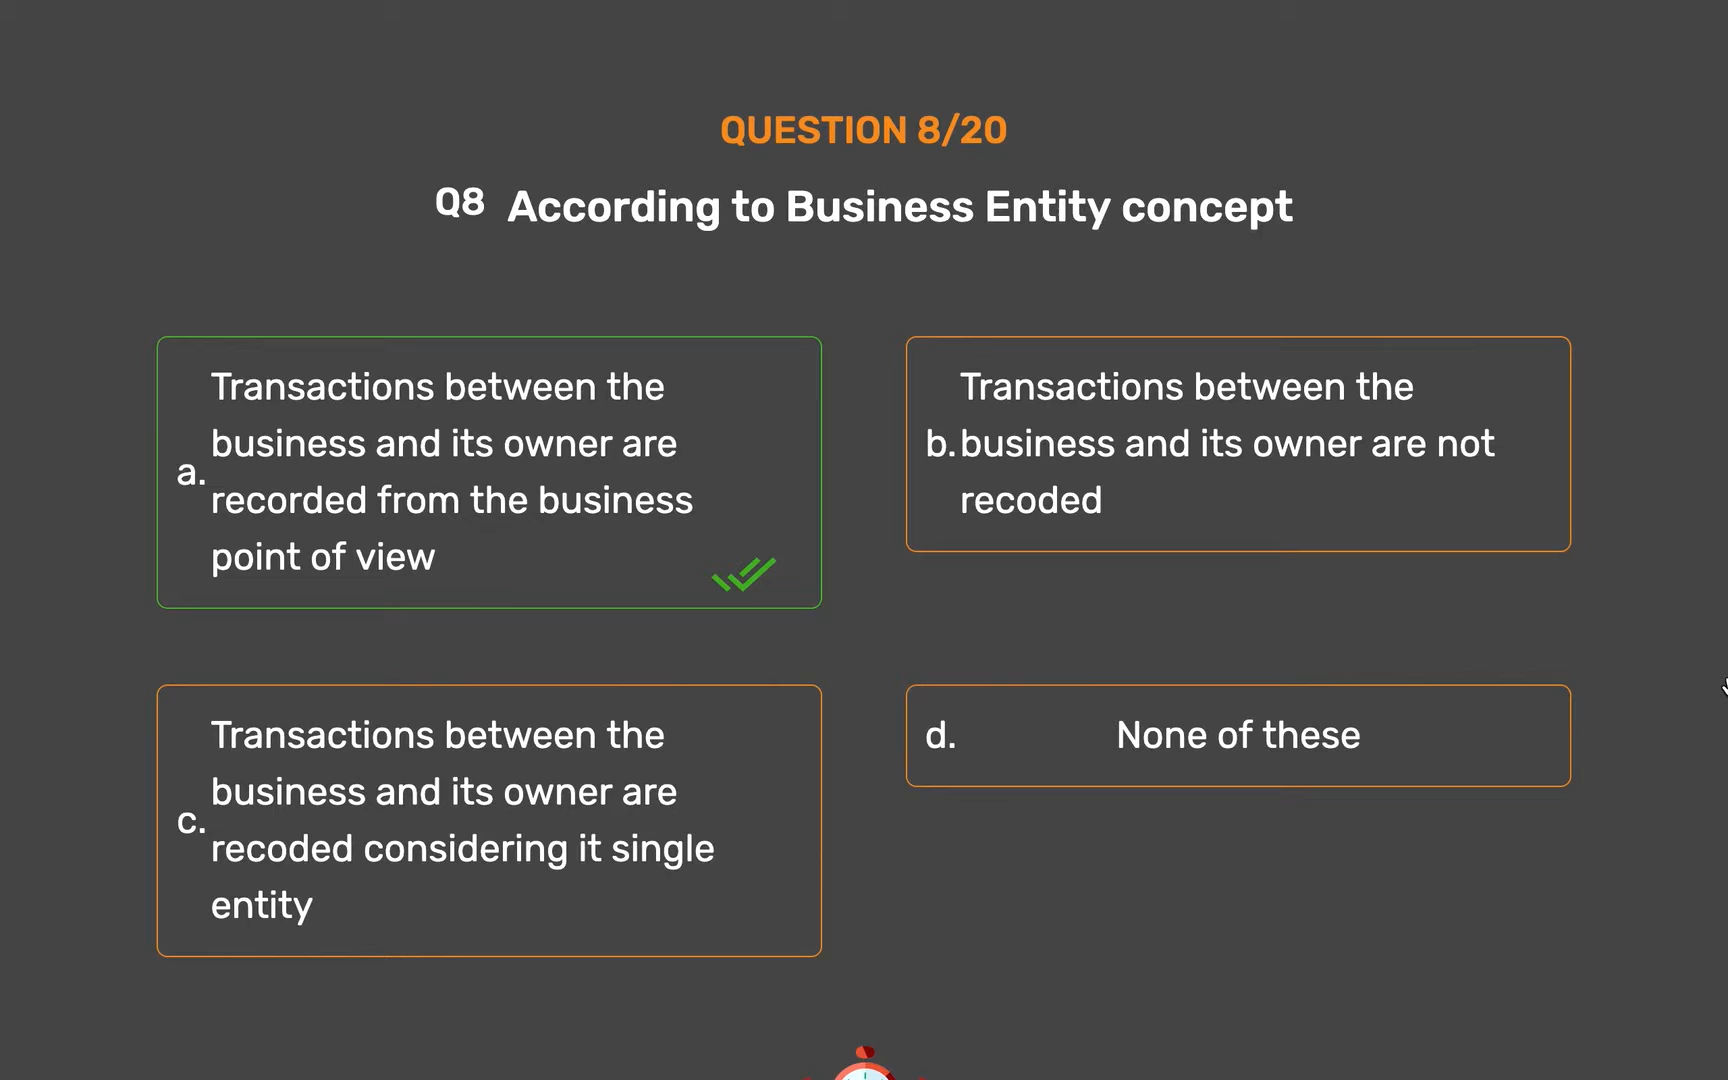 QUESTION 8/20
Q8 According to Business Entity concept
a.
Transactions between the
business and its owner are
recorded from the business
point of view
b.
Transactions between the
business and its owner are not
recoded
c.
Transactions between the
business and its owner are
recoded considering it single
entity
d. None of these